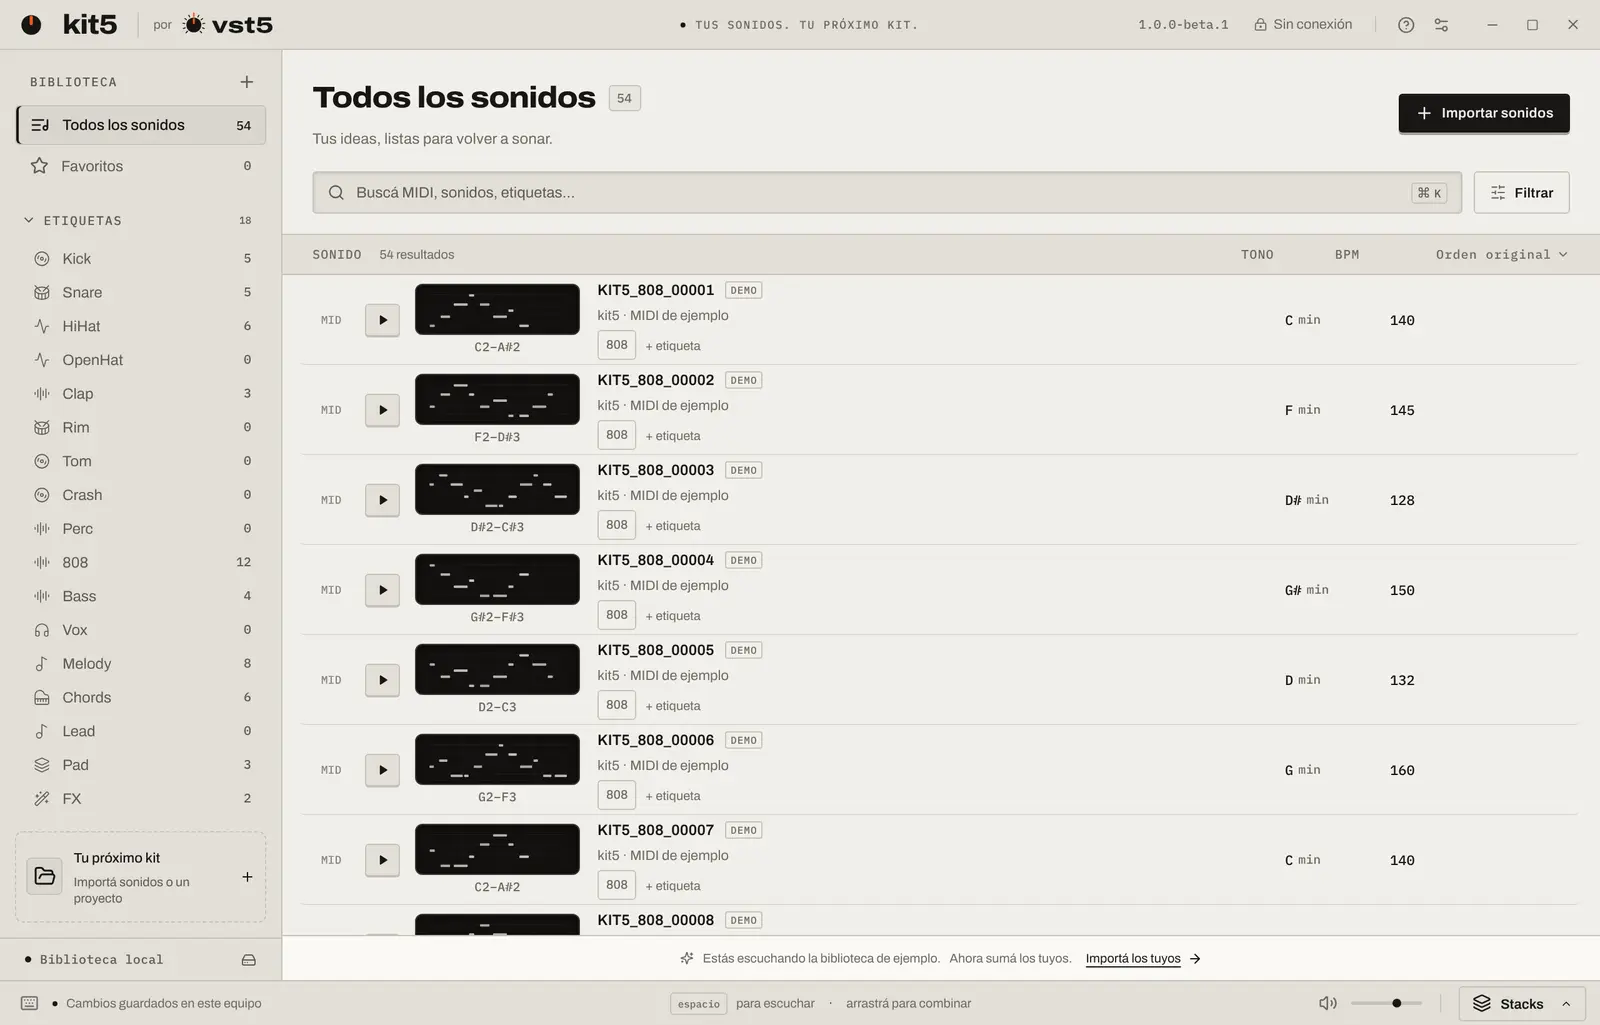 kit5
por vst5
TUS SONIDOS. TU PRÓXIMO KIT.
1.0.0-beta.1
Sin conexión
BIBLIOTECA
Todos los sonidos 54
Favoritos 0
ETIQUETAS 18
Kick 5
Snare 5
HiHat 6
OpenHat 0
Clap 3
Rim 0
Tom 0
Crash 0
Perc 0
808 12
Bass 4
Vox 0
Melody 8
Chords 6
Lead 0
Pad 3
FX 2
Tu próximo kit
Importá sonidos o un
proyecto
Biblioteca local
Todos los sonidos 54
Tus ideas, listas para volver a sonar.
Importar sonidos
Buscá MIDI, sonidos, etiquetas...
⌘ K
Filtrar
SONIDO 54 resultados TONO BPM Orden original
KIT5_808_00001 DEMO
kit5 · MIDI de ejemplo
MID C min 140
808 + etiqueta
C2–A#2
KIT5_808_00002 DEMO
kit5 · MIDI de ejemplo
MID F min 145
808 + etiqueta
F2–D#3
KIT5_808_00003 DEMO
kit5 · MIDI de ejemplo
MID D# min 128
808 + etiqueta
D#2–C#3
KIT5_808_00004 DEMO
kit5 · MIDI de ejemplo
MID G# min 150
808 + etiqueta
G#2–F#3
KIT5_808_00005 DEMO
kit5 · MIDI de ejemplo
MID D min 132
808 + etiqueta
D2–C3
KIT5_808_00006 DEMO
kit5 · MIDI de ejemplo
MID G min 160
808 + etiqueta
G2–F3
KIT5_808_00007 DEMO
kit5 · MIDI de ejemplo
MID C min 140
808 + etiqueta
C2–A#2
KIT5_808_00008 DEMO
Estás escuchando la biblioteca de ejemplo. Ahora sumá los tuyos. Importá los tuyos →
Cambios guardados en este equipo
espacio para escuchar · arrastrá para combinar
Stacks